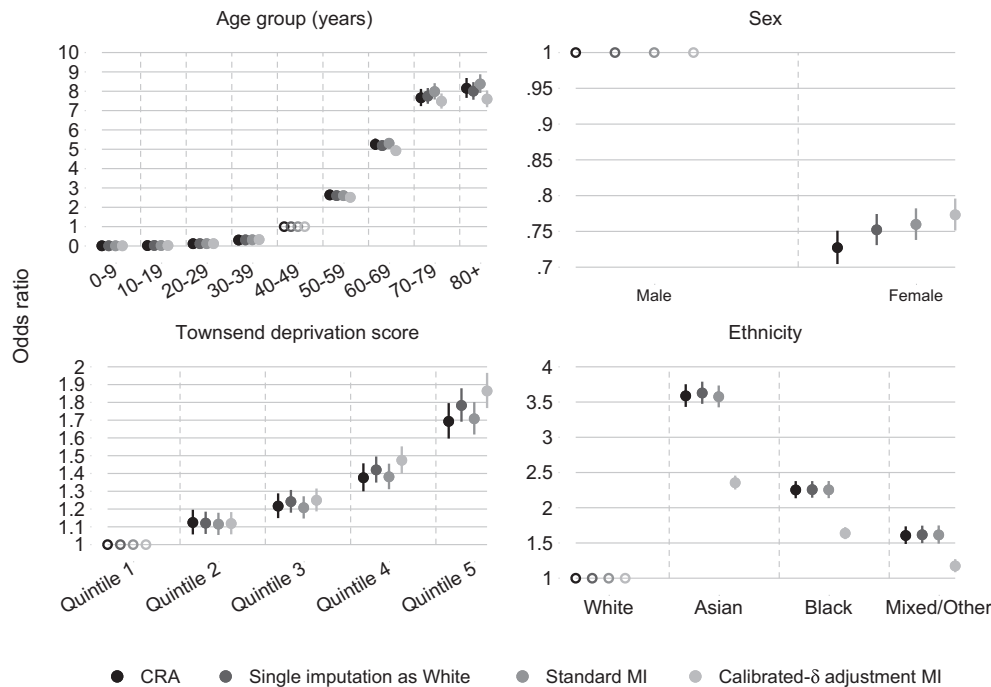 Age group (years)
10
9
8
7
6
5
4
3
2
1
0
0-9
10-19
20-29
30-39
40-49
50-59
60-69
70-79
80+
Sex
1
.95
.9
.85
.8
.75
.7
Male
Female
Odds ratio
Townsend deprivation score
2
1.9
1.8
1.7
1.6
1.5
1.4
1.3
1.2
1.1
1
Quintile 1
Quintile 2
Quintile 3
Quintile 4
Quintile 5
Ethnicity
4
3.5
3
2.5
2
1.5
1
White
Asian
Black
Mixed/Other
CRA
Single imputation as White
Standard MI
Calibrated-δ adjustment MI